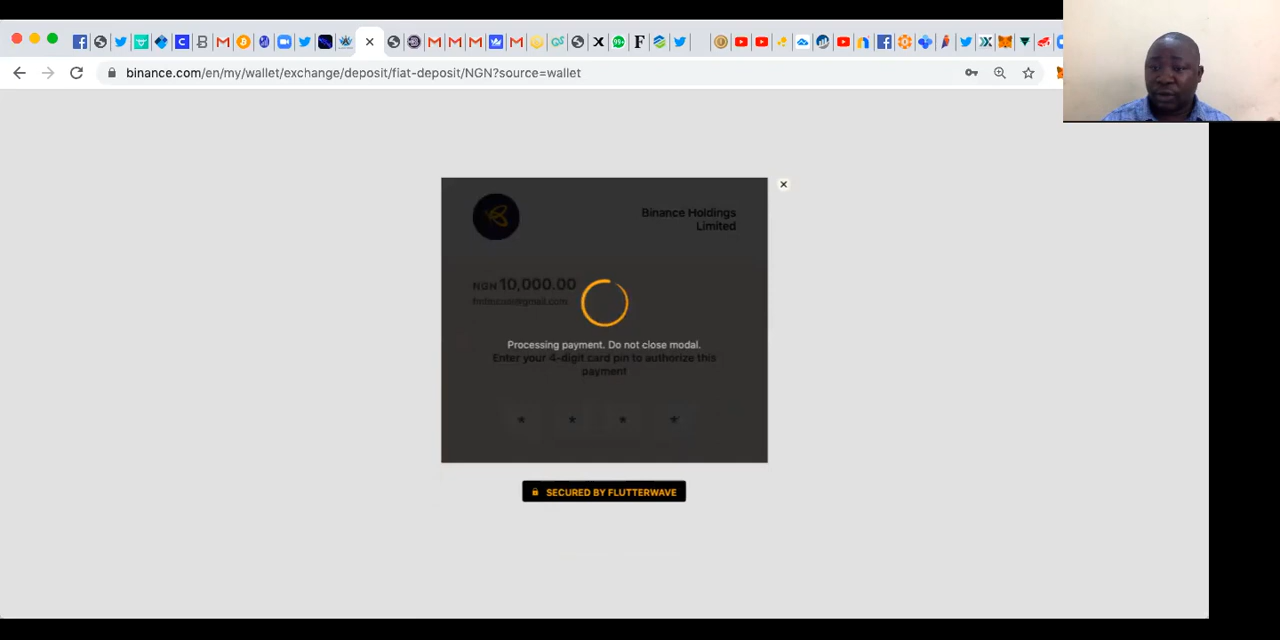 binance.com/en/my/wallet/exchange/deposit/fiat-deposit/NGN?source=wallet
Binance Holdings
Limited
NGN 10,000.00
Processing payment. Do not close modal.
Enter your 4-digit card pin to authorize this
payment
* * * *
SECURED BY FLUTTERWAVE